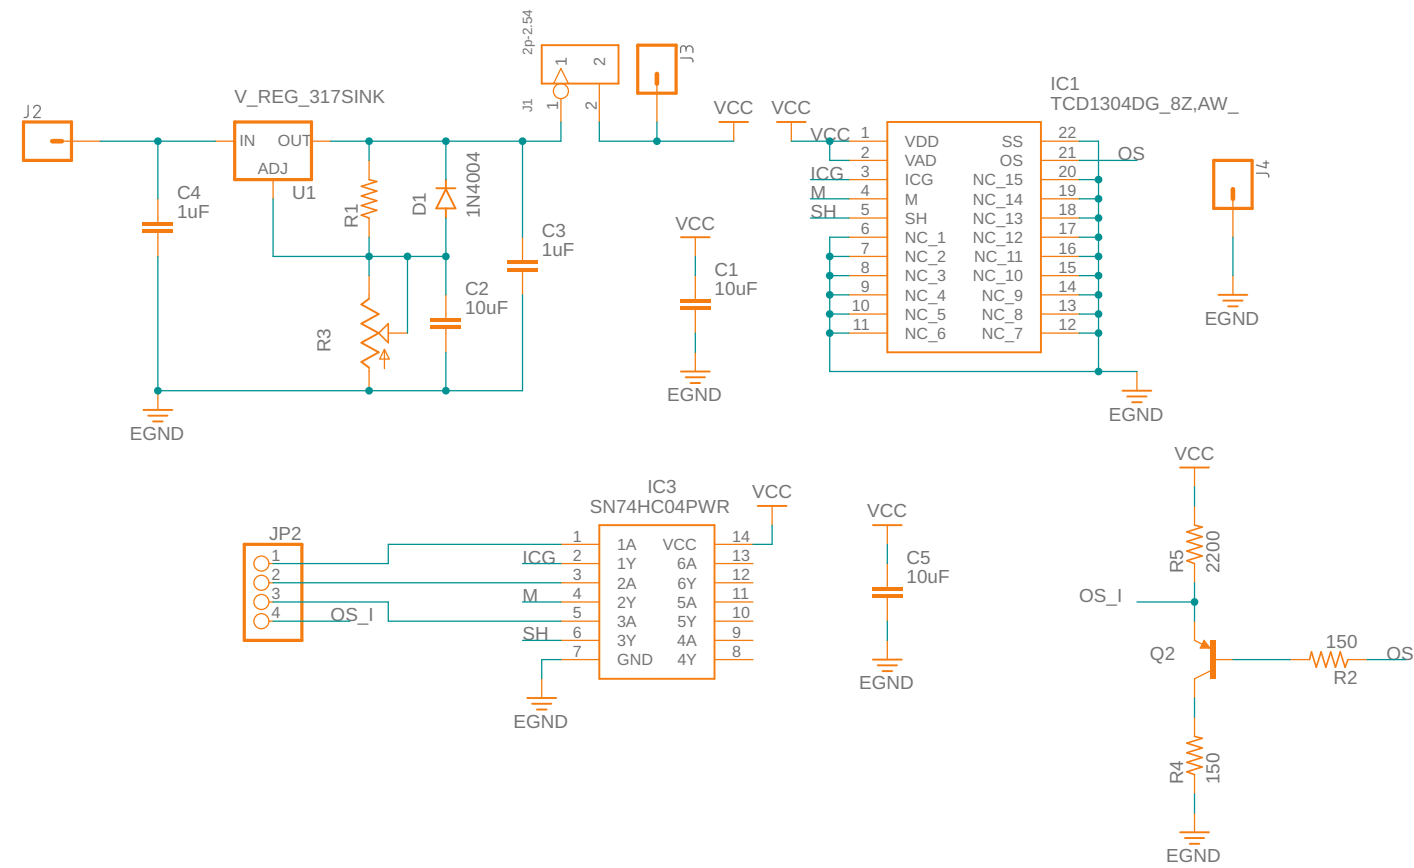 2p-2.54
J1
1
2
1
2
J3
J2
V_REG_317SINK
IN
OUT
ADJ
U1
C4
1uF
R1
D1
1N4004
C3
1uF
C2
10uF
R3
EGND
VCC
VCC
VCC
C1
10uF
EGND
IC1
TCD1304DG_8Z,AW_
VCC
1 VDD SS 22
2 VAD OS 21 OS
ICG 3 ICG NC_15 20
M 4 M NC_14 19
SH 5 SH NC_13 18
6 NC_1 NC_12 17
7 NC_2 NC_11 16
8 NC_3 NC_10 15
9 NC_4 NC_9 14
10 NC_5 NC_8 13
11 NC_6 NC_7 12
EGND
J4
EGND
JP2
1
2
3
4 OS_I
IC3
SN74HC04PWR
VCC
1 1A VCC 14
ICG 2 1Y 6A 13
3 2A 6Y 12
M 4 2Y 5A 11
5 3A 5Y 10
SH 6 3Y 4A 9
7 GND 4Y 8
EGND
VCC
C5
10uF
EGND
VCC
R5
2200
OS_I
Q2
150
R2
OS
R4
150
EGND